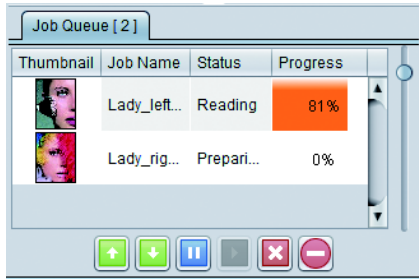 Job Queue [ 2 ]
Thumbnail Job Name Status Progress
Lady_left... Reading 81%
Lady_rig... Prepari... 0%